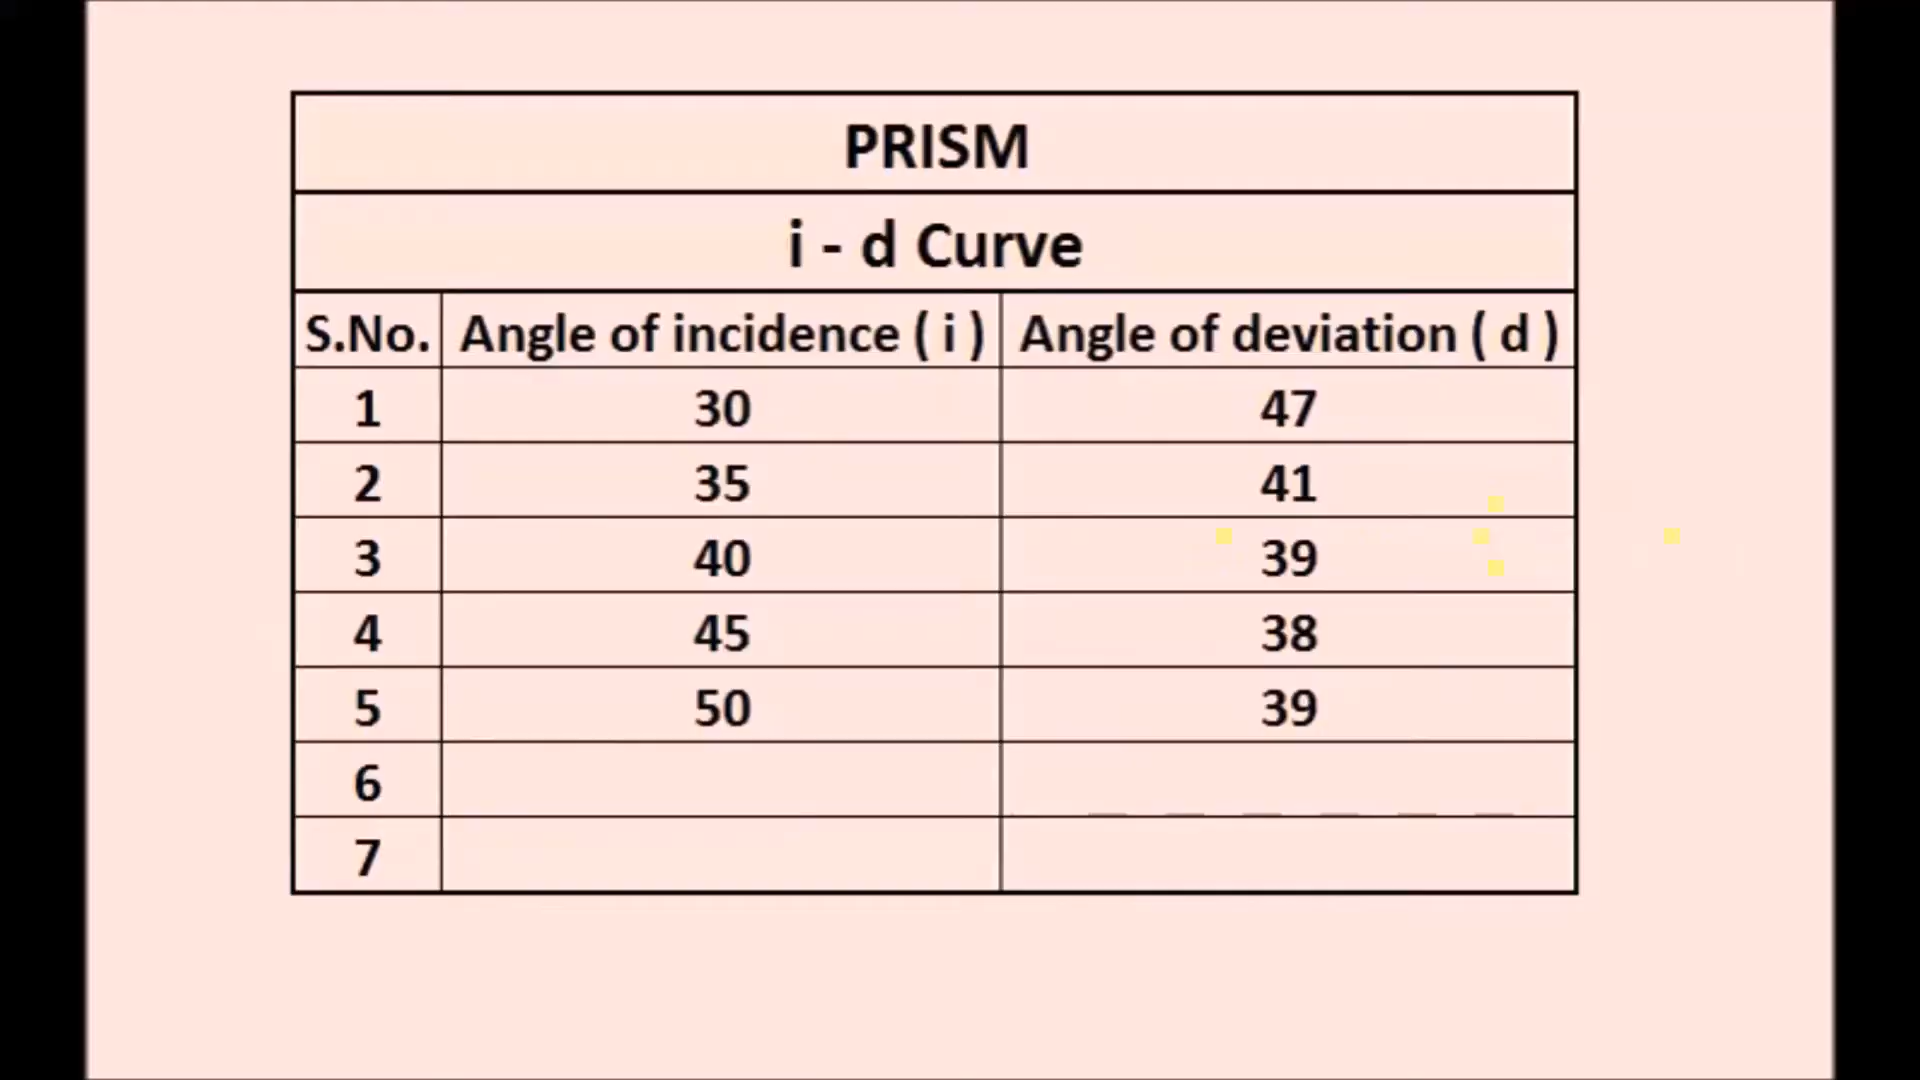 PRISM
i - d Curve
S.No. Angle of incidence ( i ) Angle of deviation ( d )
1 30 47
2 35 41
3 40 39
4 45 38
5 50 39
6
7